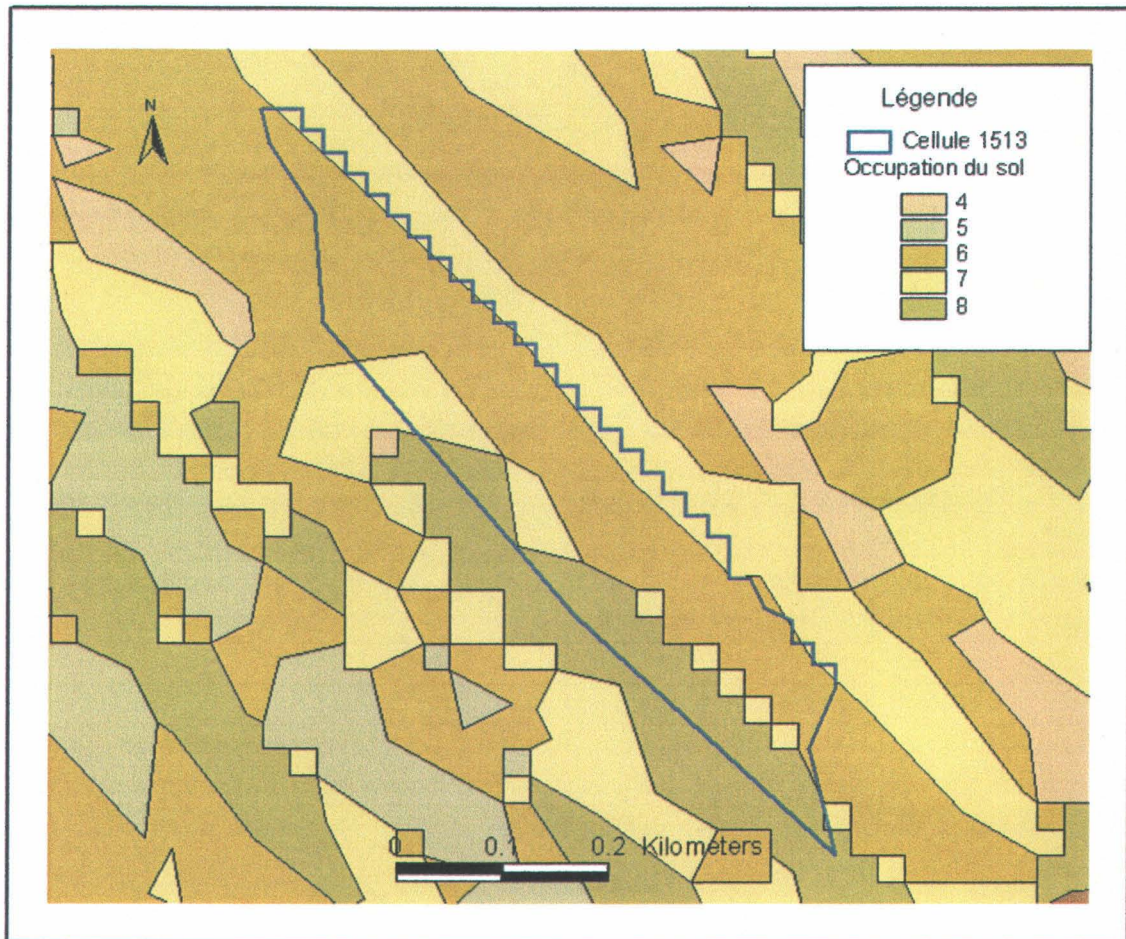 N
Légende
Cellule 1513
Occupation du sol
4
5
6
7
8
0 0.1 0.2 Kilometers